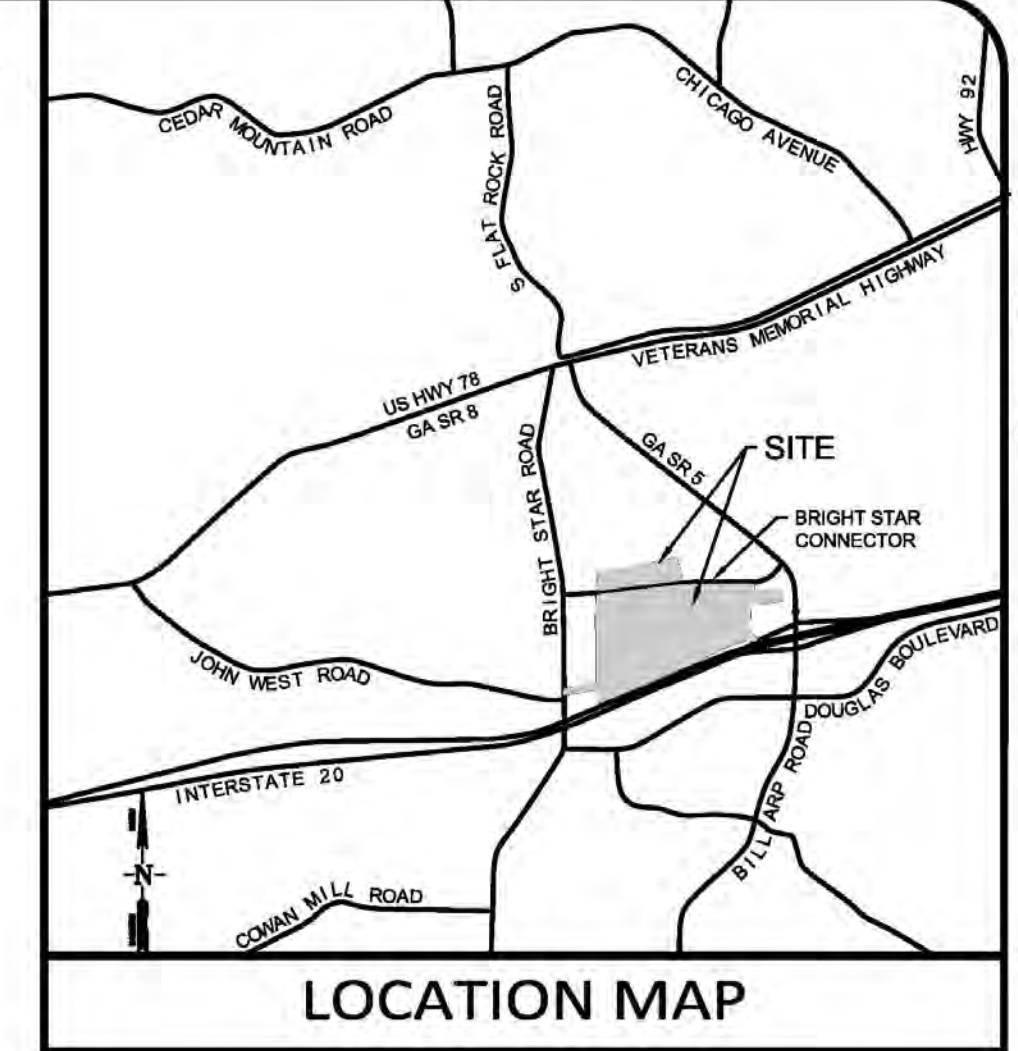 CEDAR MOUNTAIN ROAD
S FLAT ROCK ROAD
CHICAGO AVENUE
HWY 92
VETERANS MEMORIAL HIGHWAY
US HWY 78
GA SR 8
GA SR 5
SITE
BRIGHT STAR ROAD
BRIGHT STAR
CONNECTOR
JOHN WEST ROAD
DOUGLAS BOULEVARD
INTERSTATE 20
BILL ARP ROAD
N
COWAN MILL ROAD
LOCATION MAP